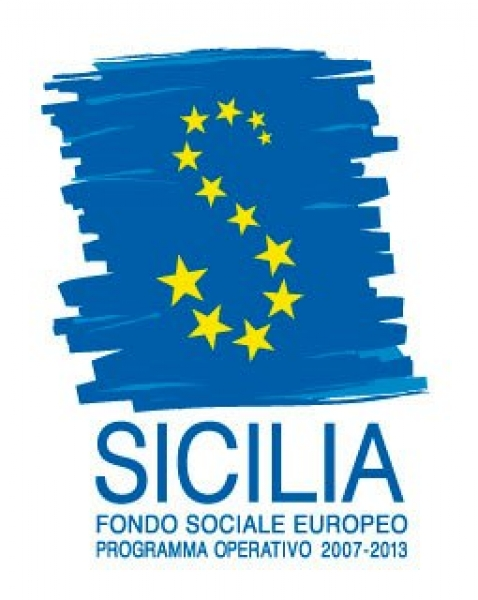 SICILIA
FONDO SOCIALE EUROPEO
PROGRAMMA OPERATIVO 2007-2013